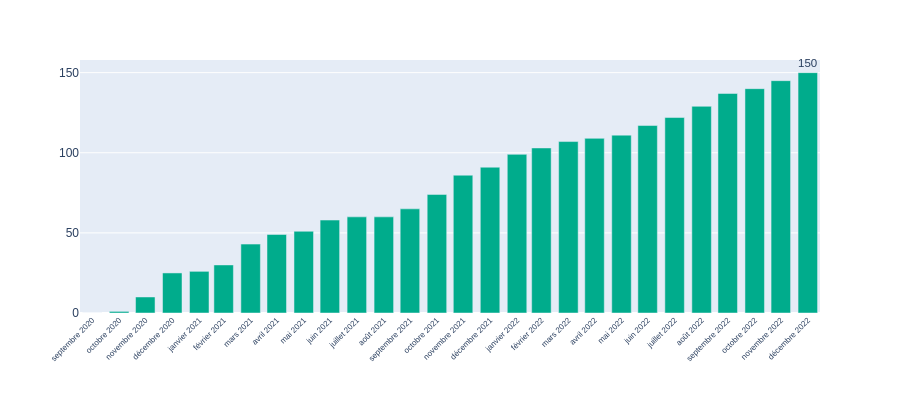 150
150
100
50
0
septembre 2020
octobre 2020
novembre 2020
décembre 2020
janvier 2021
février 2021
mars 2021
avril 2021
mai 2021
juin 2021
juillet 2021
août 2021
septembre 2021
octobre 2021
novembre 2021
décembre 2021
janvier 2022
février 2022
mars 2022
avril 2022
mai 2022
juin 2022
juillet 2022
août 2022
septembre 2022
octobre 2022
novembre 2022
décembre 2022